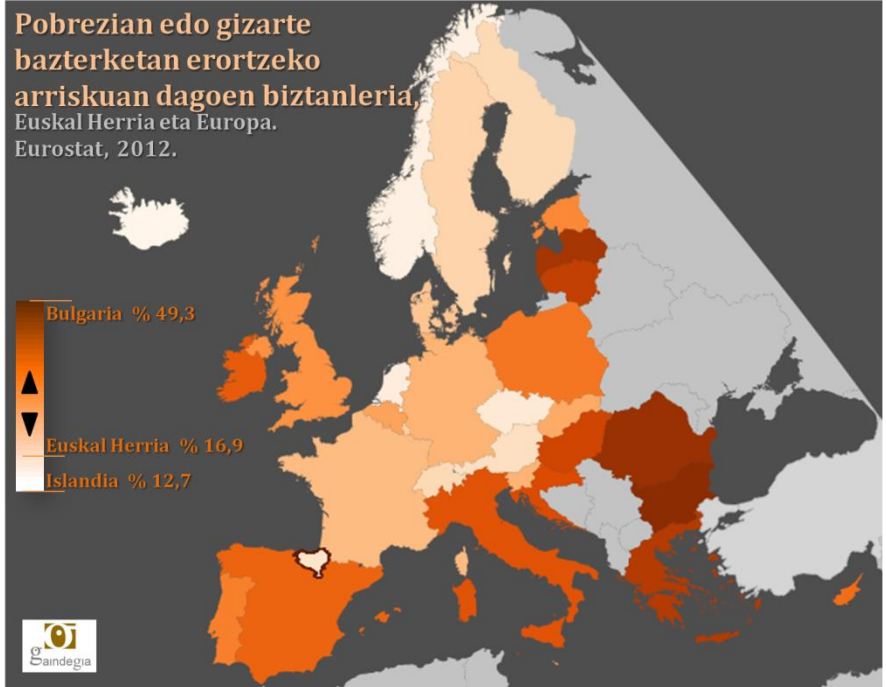 Pobrezian edo gizarte
bazterketan erortzeko
arriskuan dagoen biztanleria,
Euskal Herria eta Europa.
Eurostat, 2012.
Bulgaria % 49,3
Euskal Herria % 16,9
Islandia % 12,7
gaindegia